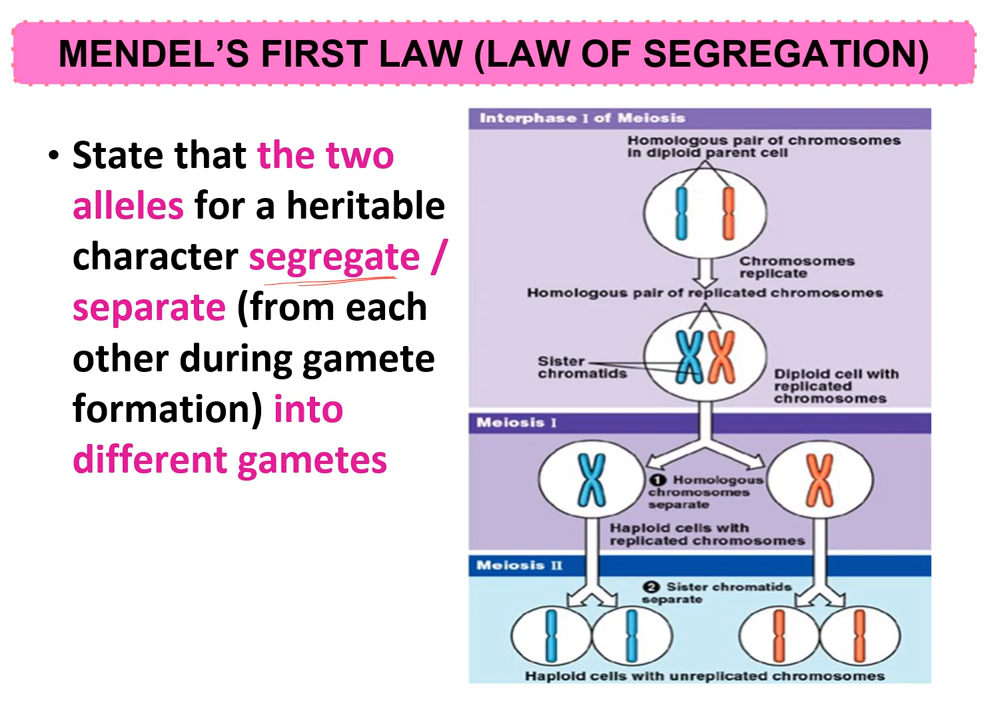 MENDEL’S FIRST LAW (LAW OF SEGREGATION)
• State that the two
alleles for a heritable
character segregate /
separate (from each
other during gamete
formation) into
different gametes
Interphase I of Meiosis
Homologous pair of chromosomes
in diploid parent cell
Chromosomes
replicate
Homologous pair of replicated chromosomes
Sister
chromatids
Diploid cell with
replicated
chromosomes
Meiosis I
1 Homologous
chromosomes
separate
Haploid cells with
replicated chromosomes
Meiosis II
2 Sister chromatids
separate
Haploid cells with unreplicated chromosomes